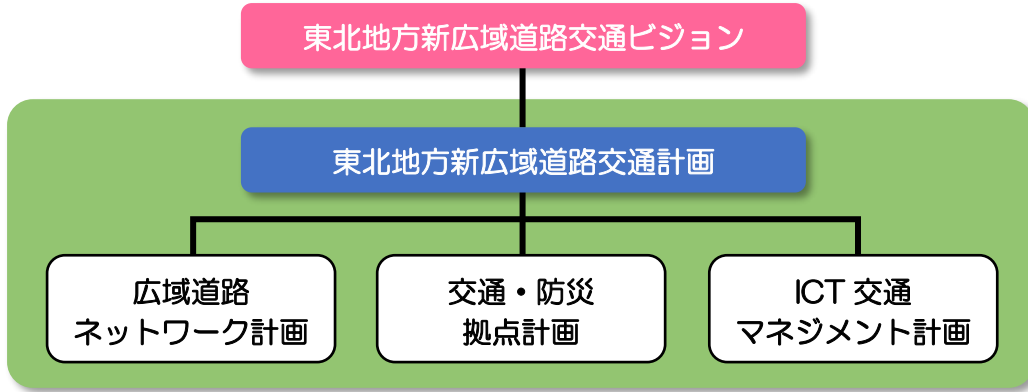 東北地方新広域道路交通ビジョン
東北地方新広域道路交通計画
広域道路
ネットワーク計画
交通・防災
拠点計画
ICT 交通
マネジメント計画